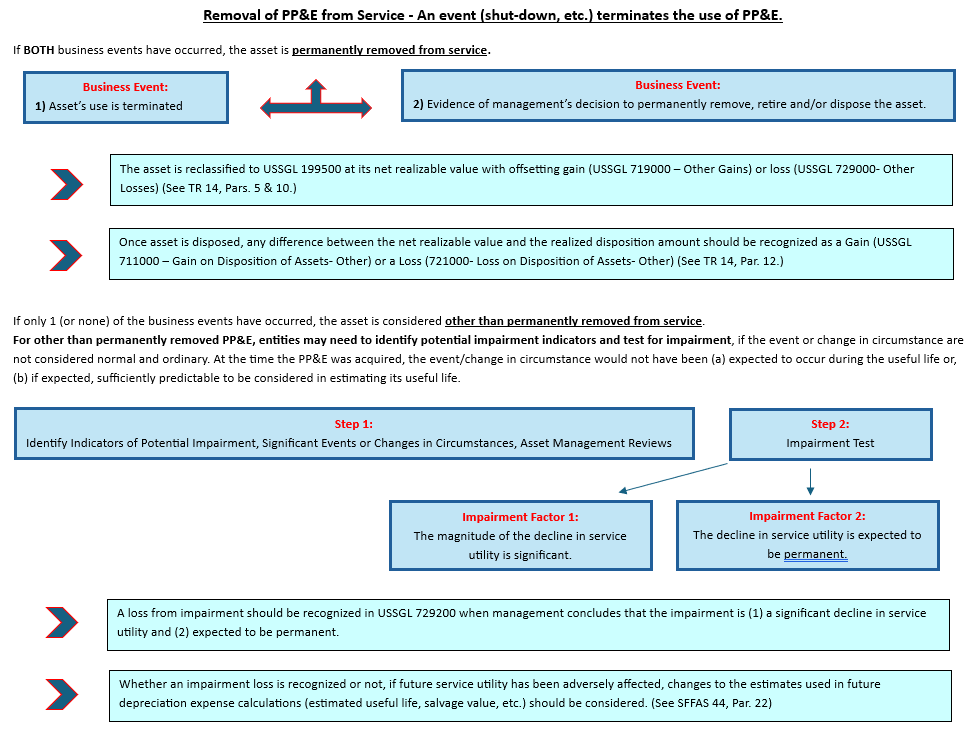 Removal of PP&E from Service - An event (shut-down, etc.) terminates the use of PP&E.
If BOTH business events have occurred, the asset is permanently removed from service.
Business Event:
1) Asset's use is terminated
Business Event:
2) Evidence of management's decision to permanently remove, retire and/or dispose the asset.
The asset is reclassified to USSGL 199500 at its net realizable value with offsetting gain (USSGL 719000 – Other Gains) or loss (USSGL 729000- Other
Losses) (See TR 14, Pars. 5 & 10.)
Once asset is disposed, any difference between the net realizable value and the realized disposition amount should be recognized as a Gain (USSGL
711000 – Gain on Disposition of Assets- Other) or a Loss (721000- Loss on Disposition of Assets- Other) (See TR 14, Par. 12.)
If only 1 (or none) of the business events have occurred, the asset is considered other than permanently removed from service.
For other than permanently removed PP&E, entities may need to identify potential impairment indicators and test for impairment, if the event or change in circumstance are
not considered normal and ordinary. At the time the PP&E was acquired, the event/change in circumstance would not have been (a) expected to occur during the useful life or,
(b) if expected, sufficiently predictable to be considered in estimating its useful life.
Step 1:
Identify Indicators of Potential Impairment, Significant Events or Changes in Circumstances, Asset Management Reviews
Step 2:
Impairment Test
Impairment Factor 1:
The magnitude of the decline in service
utility is significant.
Impairment Factor 2:
The decline in service utility is expected to
be permanent.
A loss from impairment should be recognized in USSGL 729200 when management concludes that the impairment is (1) a significant decline in service
utility and (2) expected to be permanent.
Whether an impairment loss is recognized or not, if future service utility has been adversely affected, changes to the estimates used in future
depreciation expense calculations (estimated useful life, salvage value, etc.) should be considered. (See SFFAS 44, Par. 22)